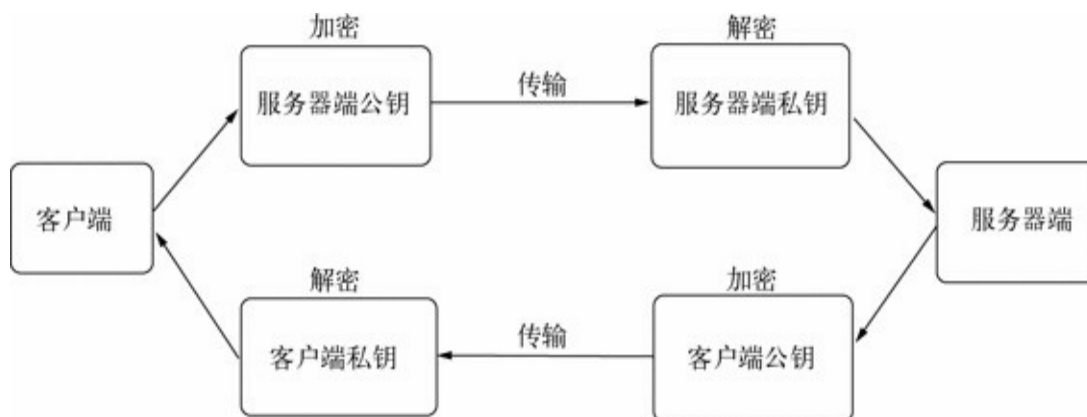 加密
解密
服务器端公钥
传输
服务器端私钥
客户端
服务器端
解密
加密
客户端私钥
传输
客户端公钥